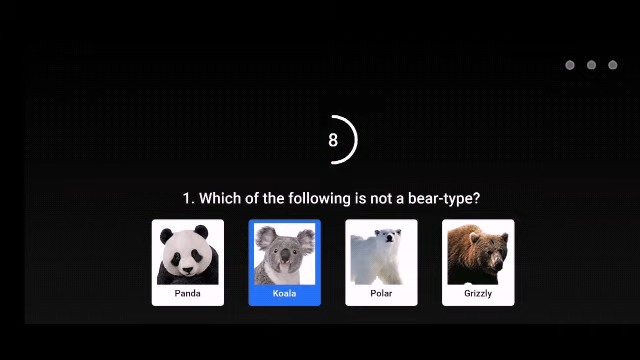 8
1. Which of the following is not a bear-type?
Panda
Koala
Polar
Grizzly